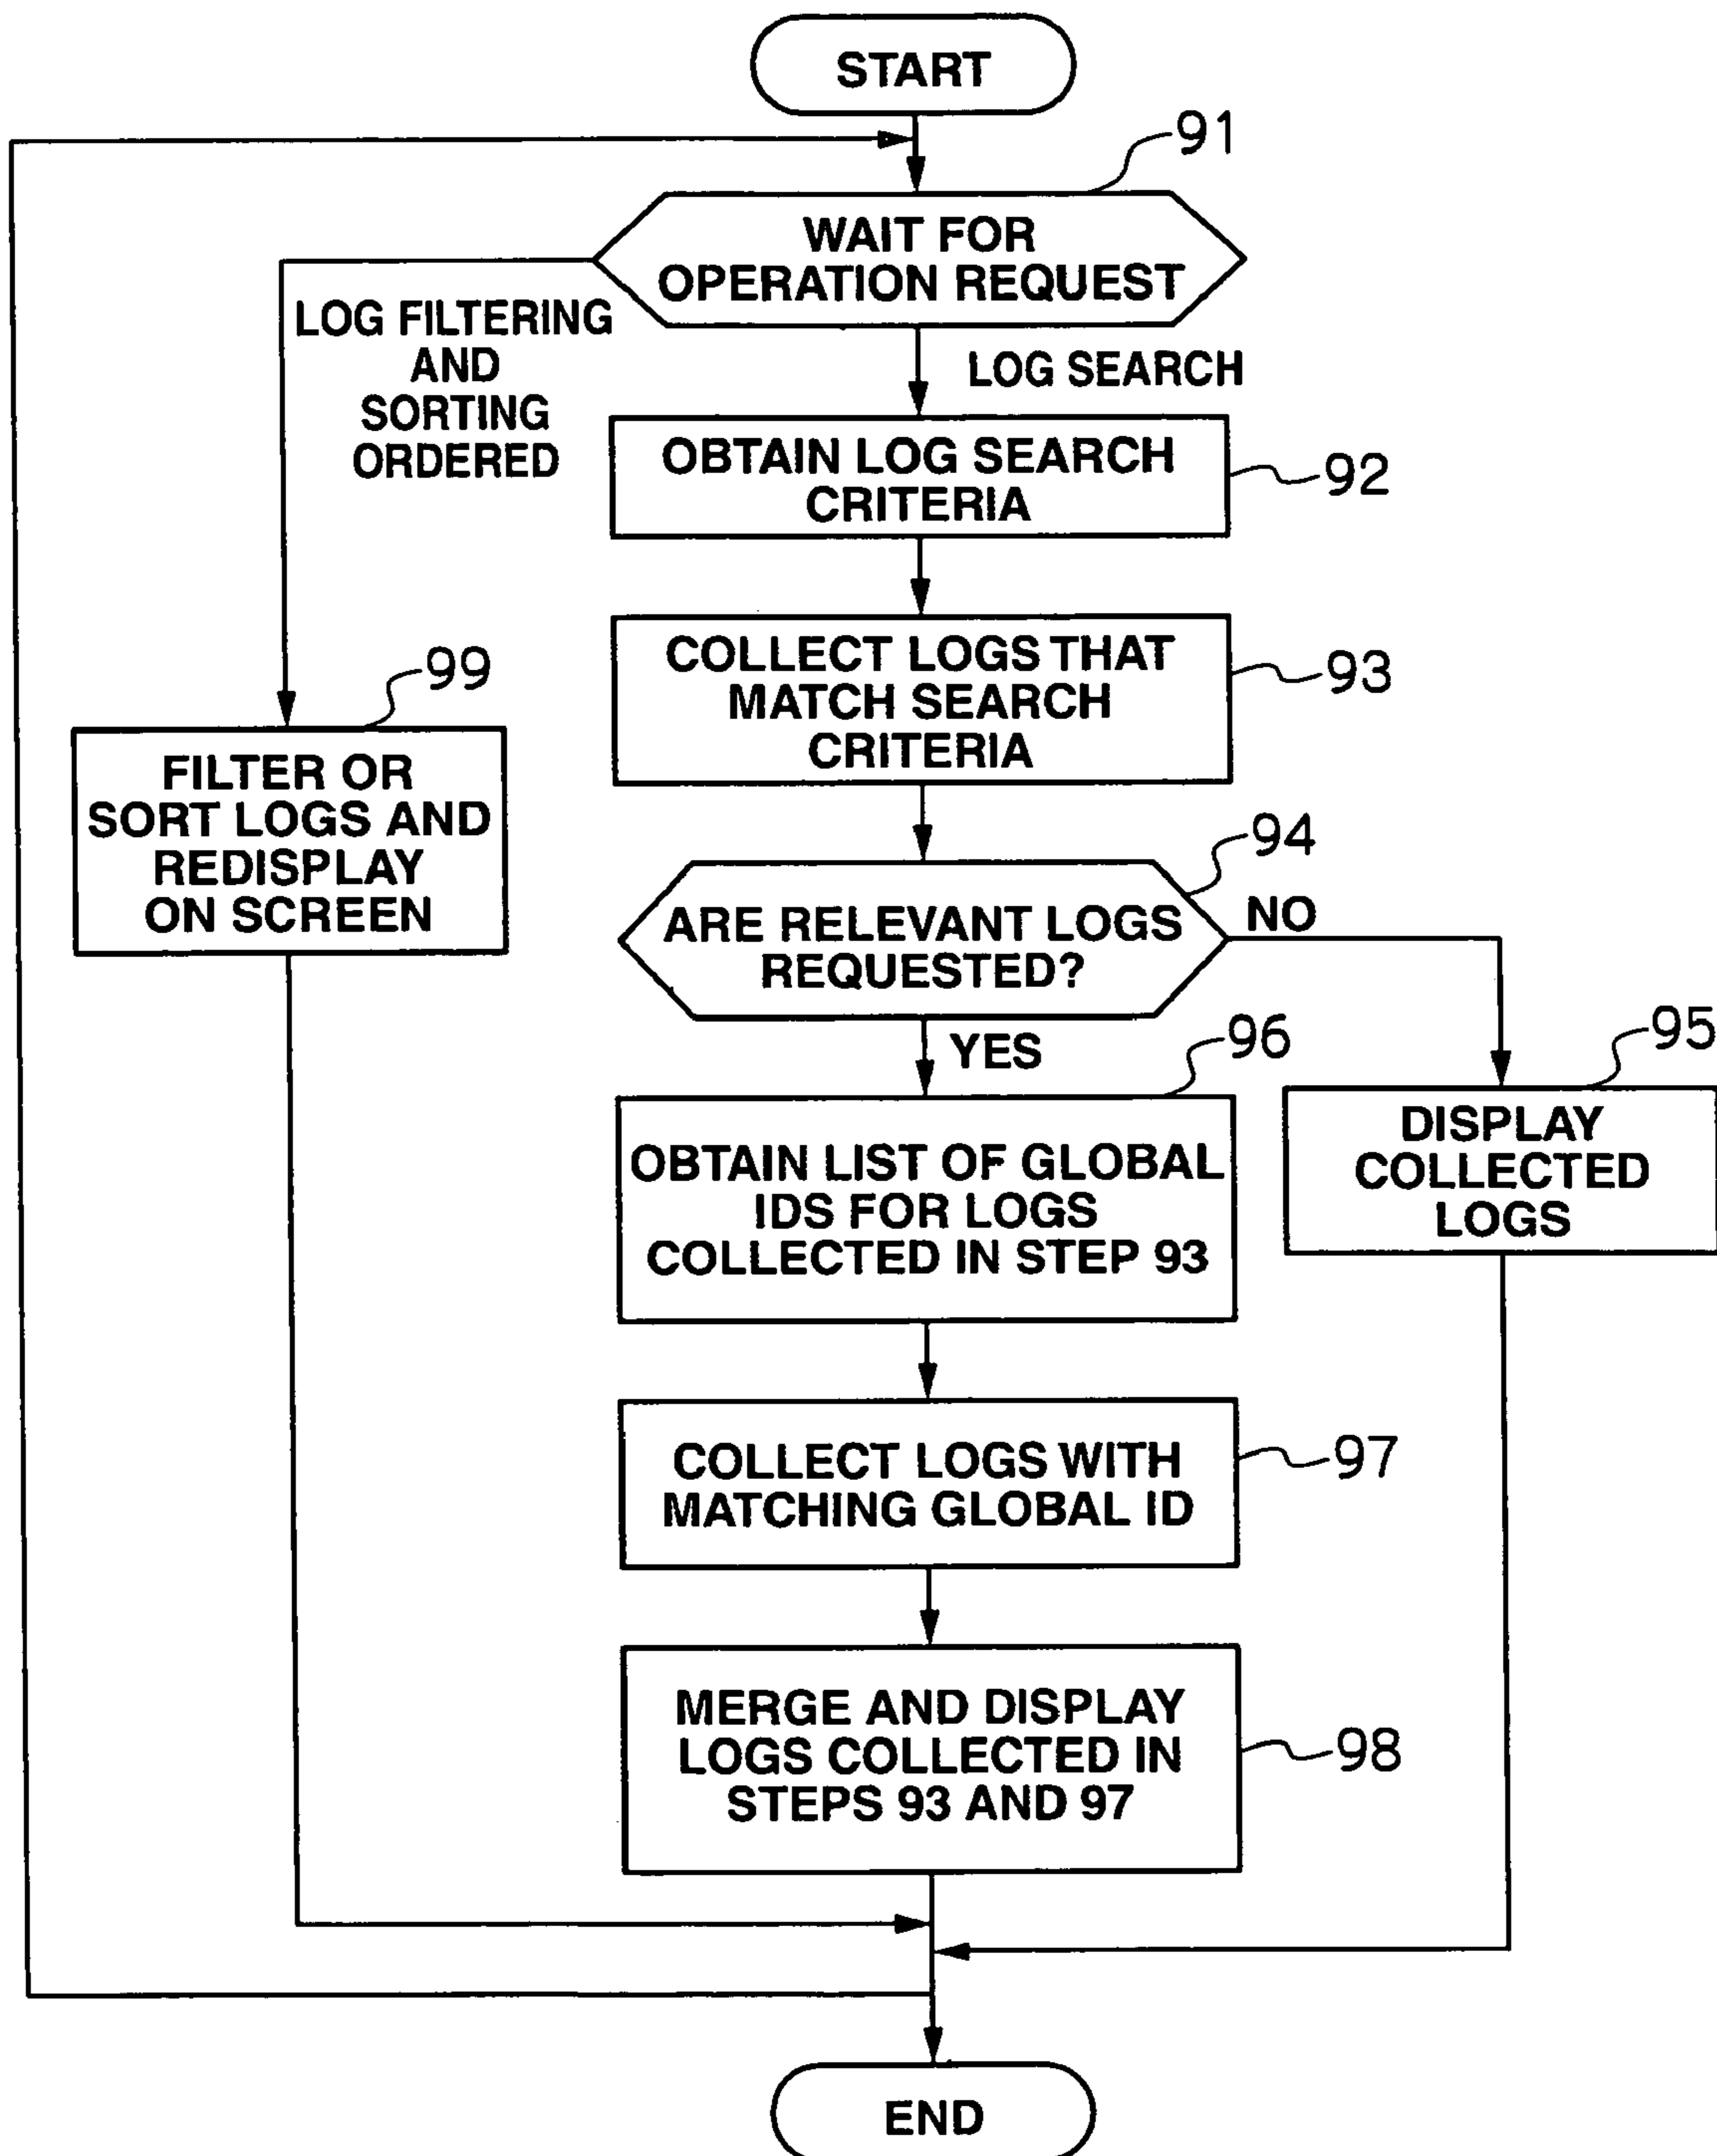 START
91
WAIT FOR
OPERATION REQUEST
LOG FILTERING
AND
SORTING
ORDERED
LOG SEARCH
OBTAIN LOG SEARCH
CRITERIA
92
COLLECT LOGS THAT
MATCH SEARCH
CRITERIA
93
99
FILTER OR
SORT LOGS AND
REDISPLAY
ON SCREEN
94
ARE RELEVANT LOGS
REQUESTED?
NO
YES
96
95
OBTAIN LIST OF GLOBAL
IDS FOR LOGS
COLLECTED IN STEP 93
DISPLAY
COLLECTED
LOGS
COLLECT LOGS WITH
MATCHING GLOBAL ID
97
MERGE AND DISPLAY
LOGS COLLECTED IN
STEPS 93 AND 97
98
END